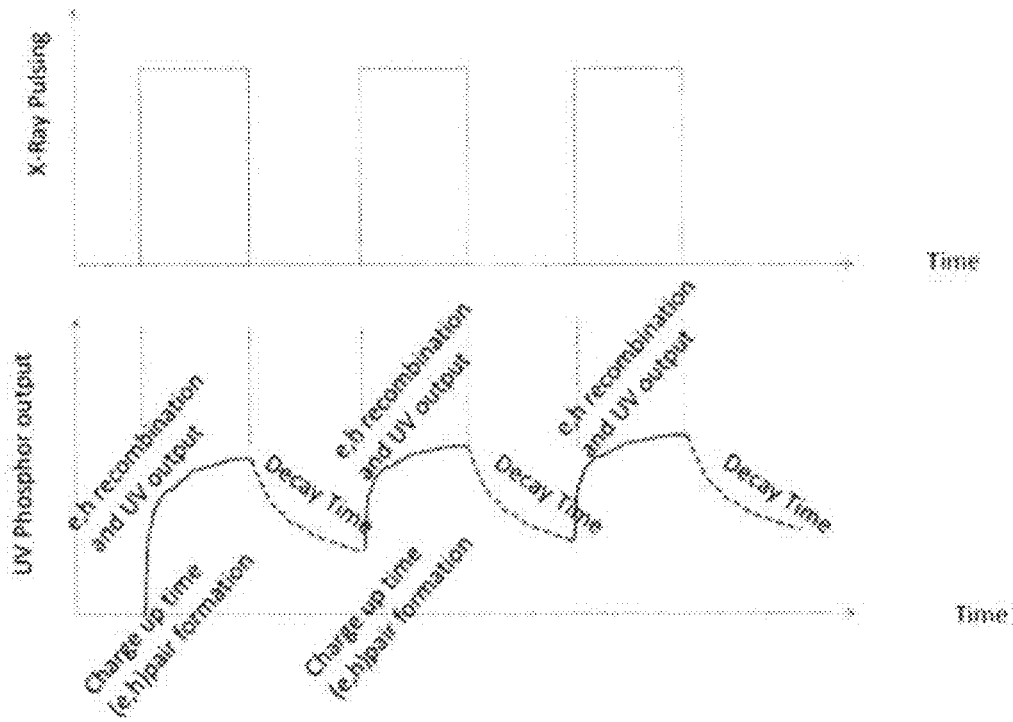 X-Ray Pulsing
Time
UV Phosphor output
e,h recombination
and UV output
Decay Time
e,h recombination
and UV output
Decay Time
e,h recombination
and UV output
Decay Time
Charge up time
(e,h)pair formation
Charge up time
(e,h)pair formation
Time